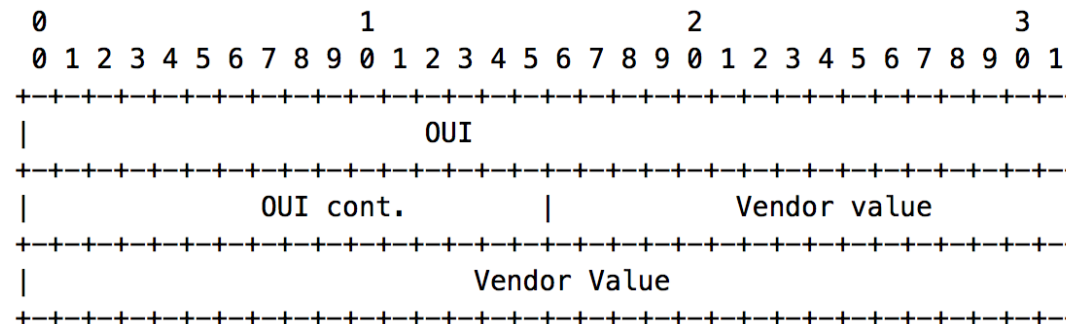 0 1 2 3
0 1 2 3 4 5 6 7 8 9 0 1 2 3 4 5 6 7 8 9 0 1 2 3 4 5 6 7 8 9 0 1
+-+-+-+-+-+-+-+-+-+-+-+-+-+-+-+-+-+-+-+-+-+-+-+-+-+-+-+-+-+-+-+-
| OUI
+-+-+-+-+-+-+-+-+-+-+-+-+-+-+-+-+-+-+-+-+-+-+-+-+-+-+-+-+-+-+-+-
| OUI cont. | Vendor value
+-+-+-+-+-+-+-+-+-+-+-+-+-+-+-+-+-+-+-+-+-+-+-+-+-+-+-+-+-+-+-+-
| Vendor Value
+-+-+-+-+-+-+-+-+-+-+-+-+-+-+-+-+-+-+-+-+-+-+-+-+-+-+-+-+-+-+-+-